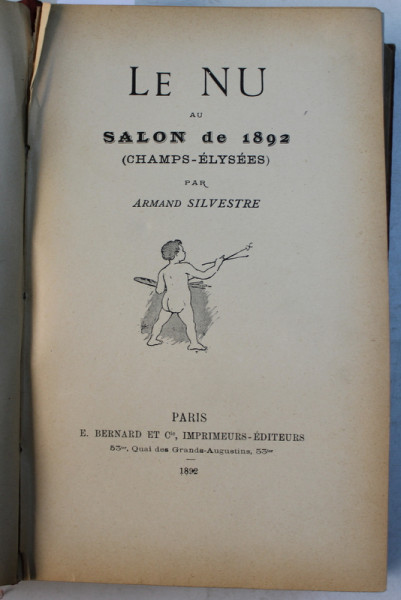 LE NU
AU
SALON de 1892
(CHAMPS-ÉLYSÉES)
PAR
ARMAND SILVESTRE
PARIS
E. BERNARD ET Cie, IMPRIMEURS-ÉDITEURS
53ter, Quai des Grands-Augustins, 53ter
1892